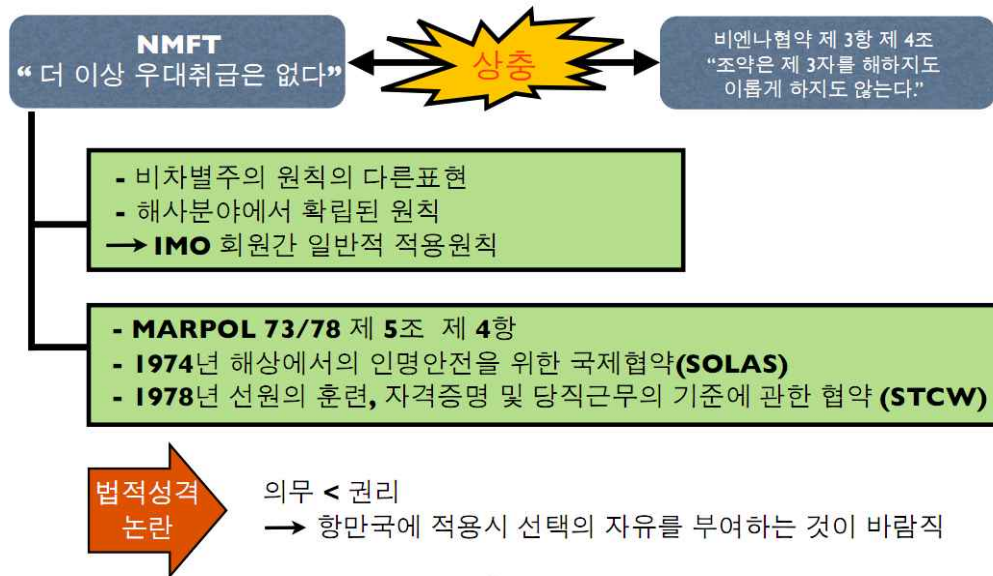 NMFT
“ 더 이상 우대취급은 없다”
상충
비엔나협약 제 3항 제 4조
“조약은 제 3자를 해하지도
이롭게 하지도 않는다.”
- 비차별주의 원칙의 다른표현
- 해사분야에서 확립된 원칙
→ IMO 회원간 일반적 적용원칙
- MARPOL 73/78 제 5조 제 4항
- 1974년 해상에서의 인명안전을 위한 국제협약(SOLAS)
- 1978년 선원의 훈련, 자격증명 및 당직근무의 기준에 관한 협약 (STCW)
법적성격
논란
의무 < 권리
→ 항만국에 적용시 선택의 자유를 부여하는 것이 바람직